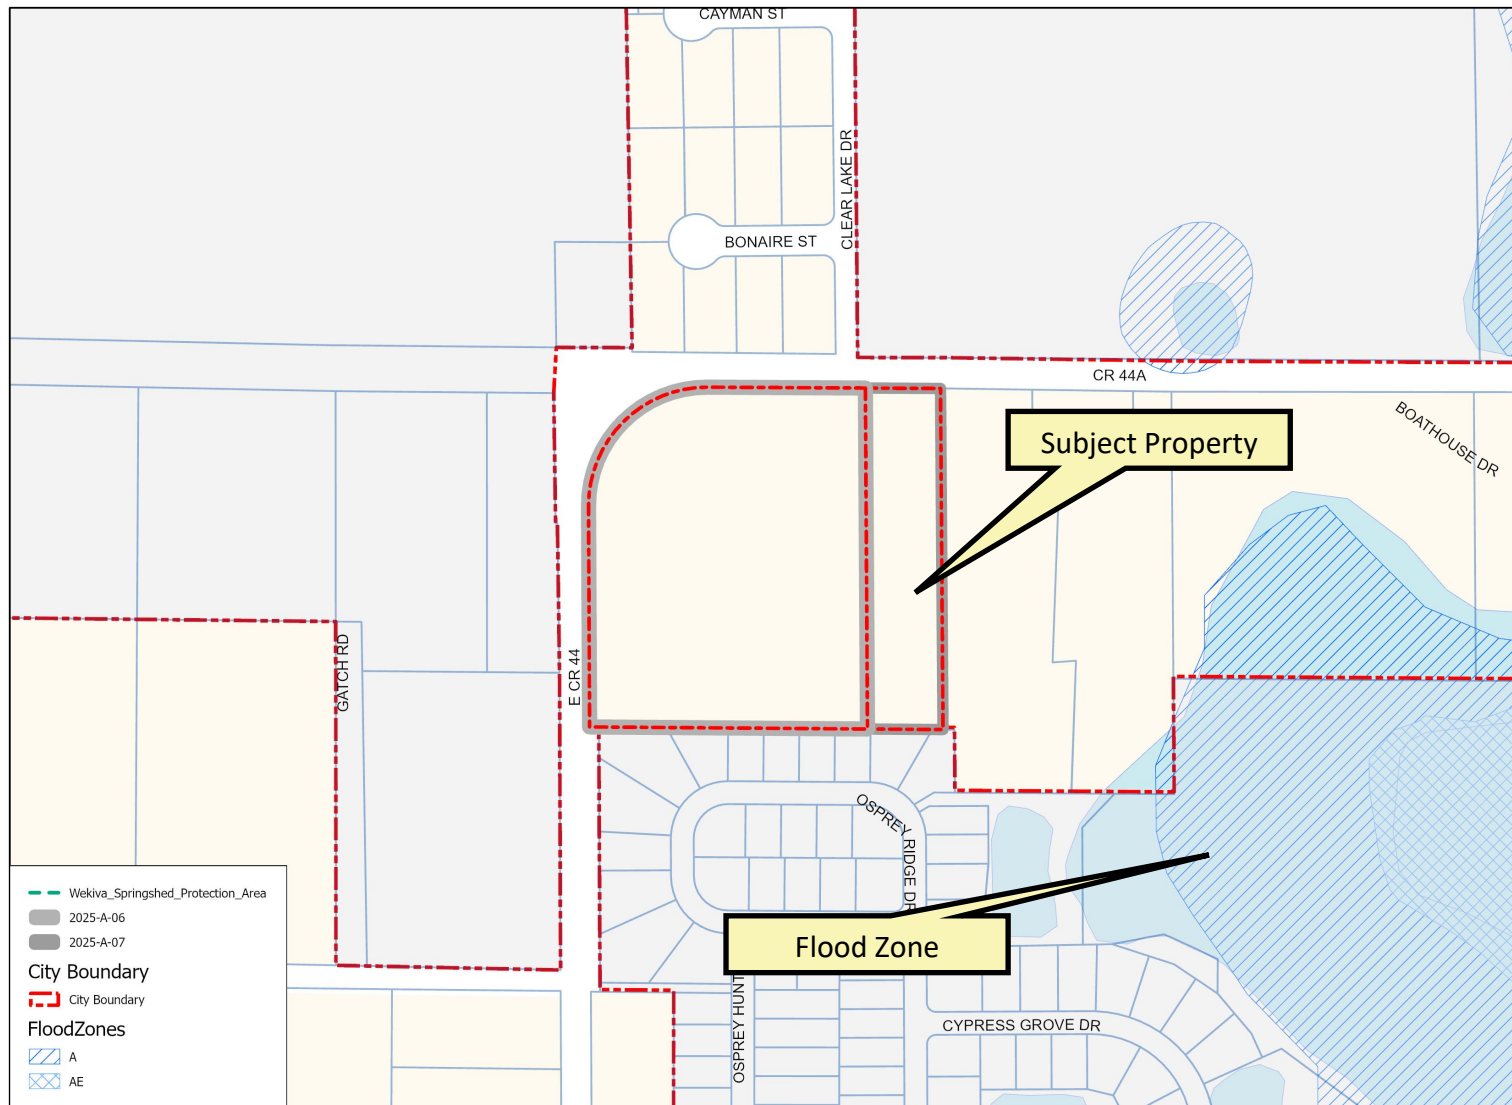 CAYMAN ST
CLEAR LAKE DR
BONAIRE ST
CR 44A
BOATHOUSE DR
Subject Property
GATCH RD
E CR 44
OSPREY RIDGE DR
Flood Zone
OSPREY HUNT
CYPRESS GROVE DR
Wekiva_Springshed_Protection_Area
2025-A-06
2025-A-07
City Boundary
City Boundary
FloodZones
A
AE